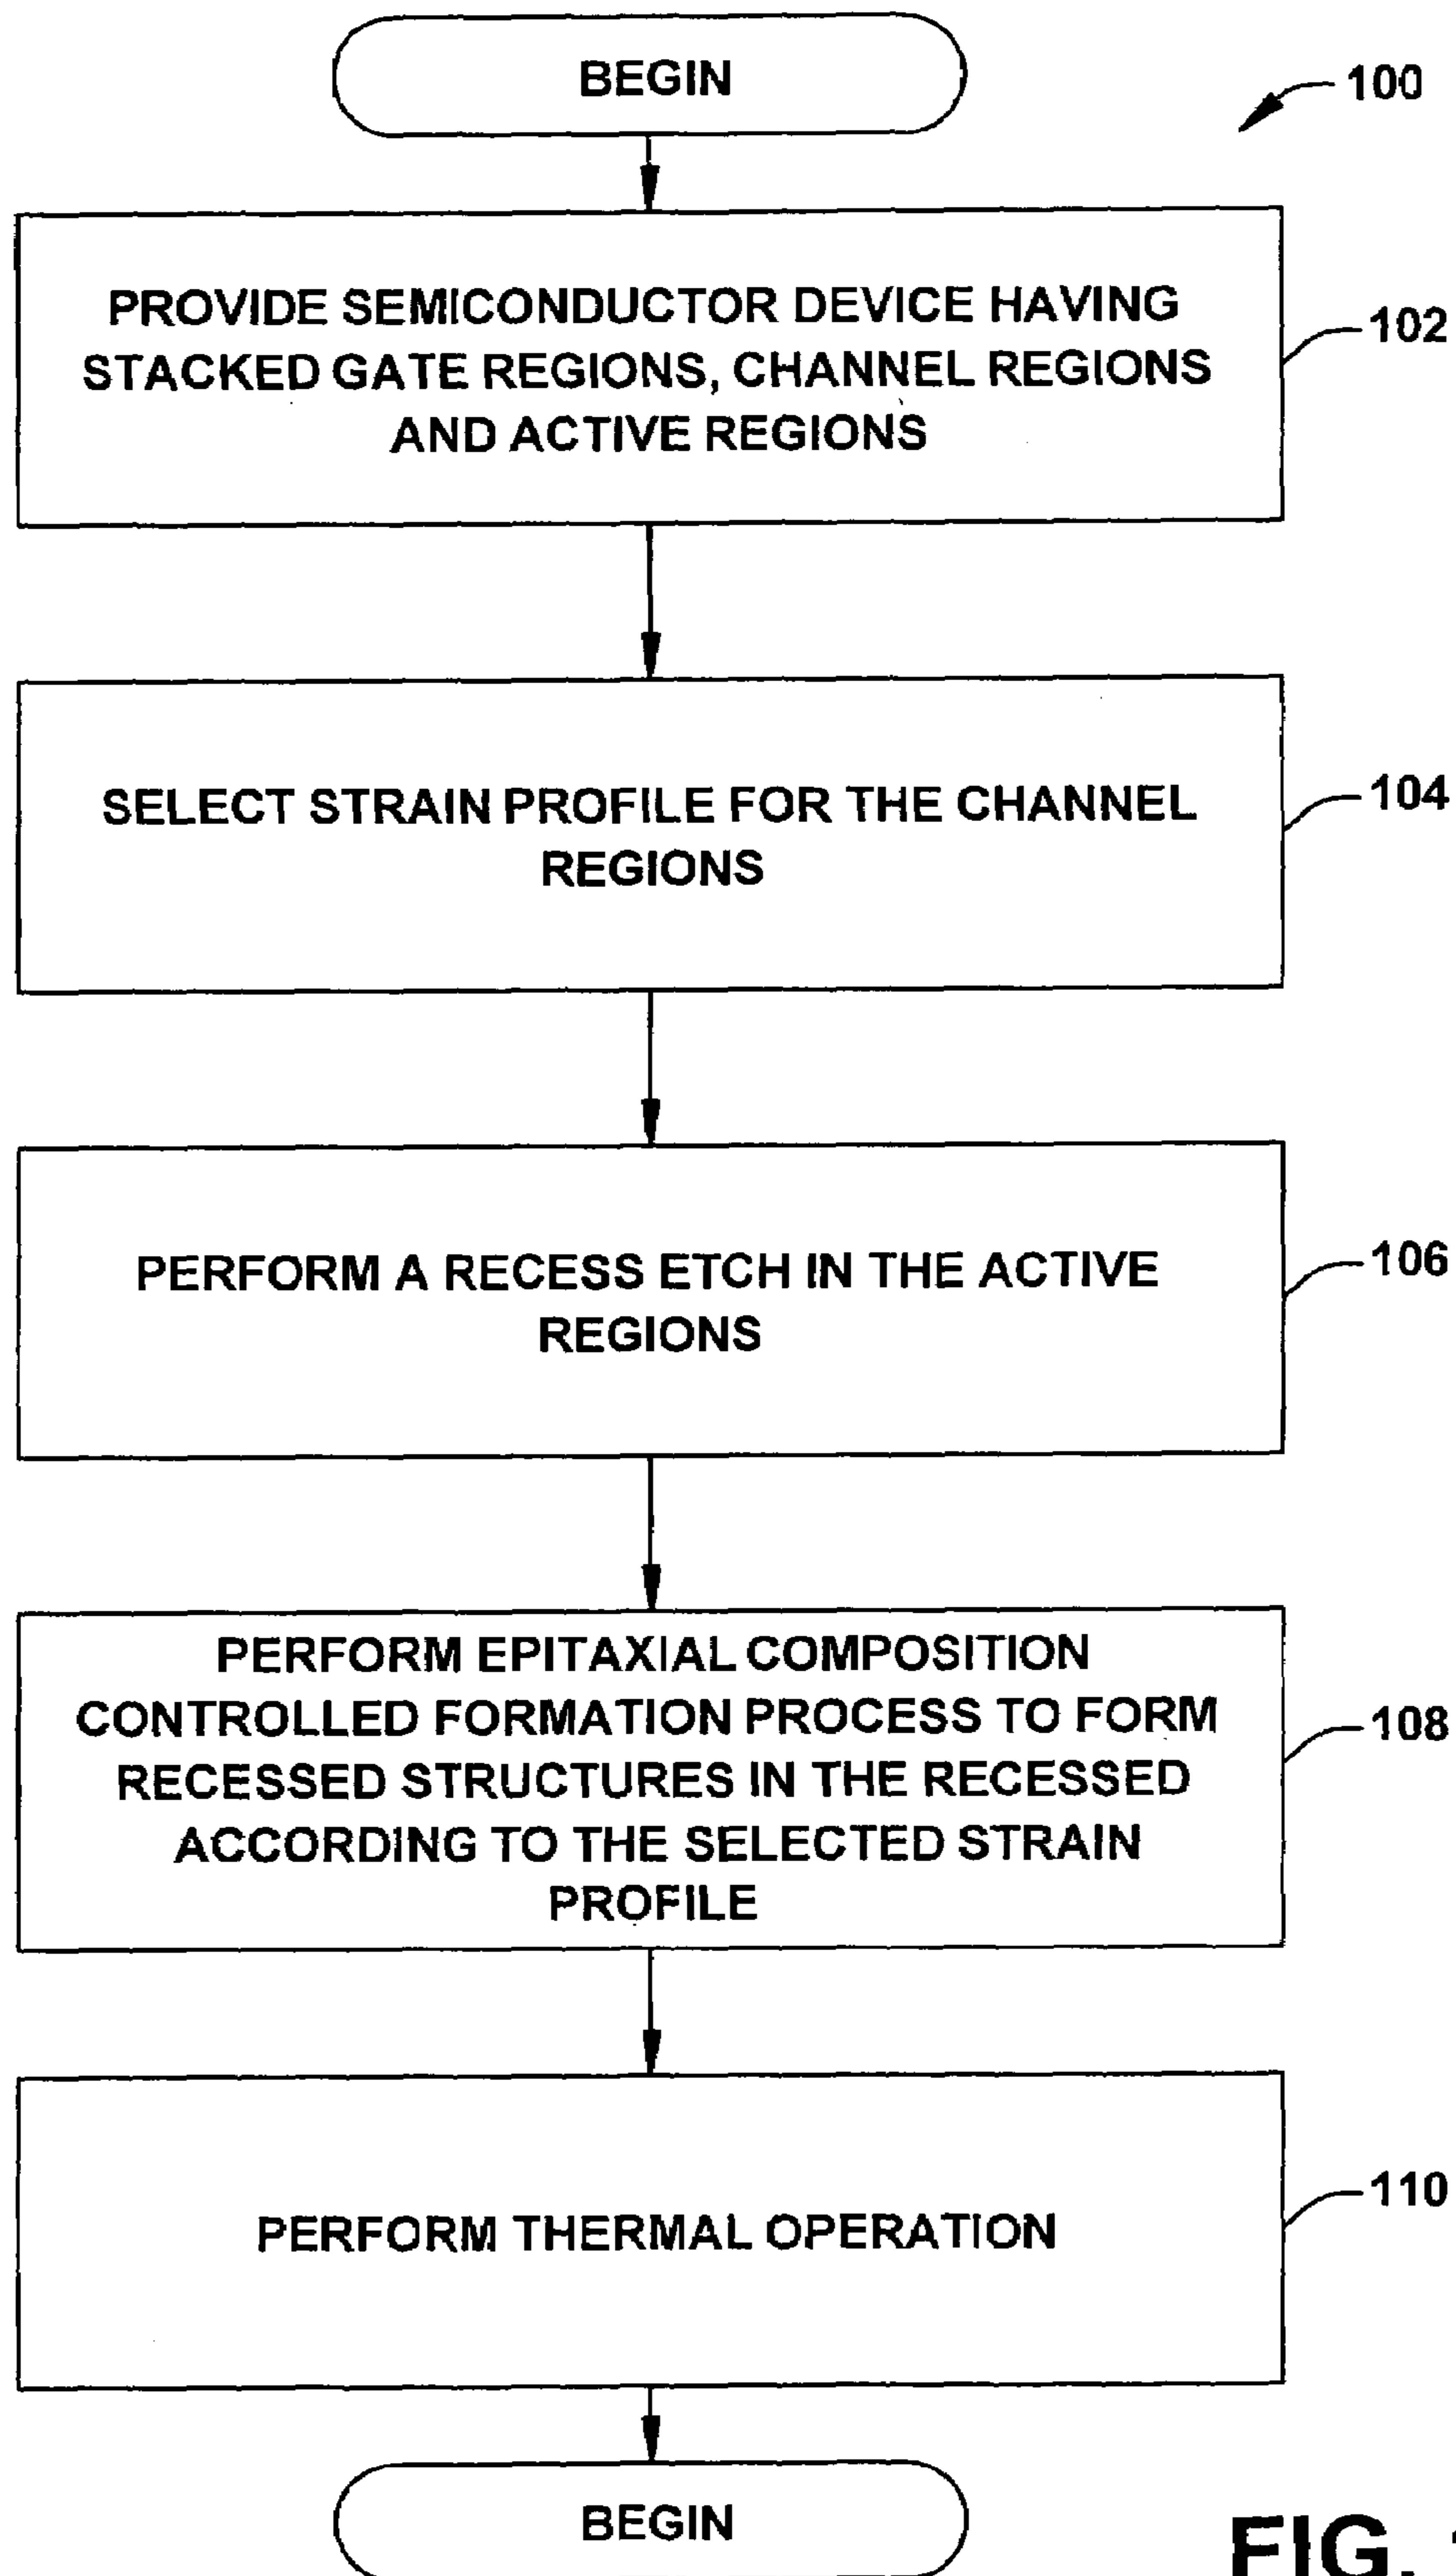 BEGIN
100
PROVIDE SEMICONDUCTOR DEVICE HAVING
STACKED GATE REGIONS, CHANNEL REGIONS
AND ACTIVE REGIONS
102
SELECT STRAIN PROFILE FOR THE CHANNEL
REGIONS
104
PERFORM A RECESS ETCH IN THE ACTIVE
REGIONS
106
PERFORM EPITAXIAL COMPOSITION
CONTROLLED FORMATION PROCESS TO FORM
RECESSED STRUCTURES IN THE RECESSED
ACCORDING TO THE SELECTED STRAIN
PROFILE
108
PERFORM THERMAL OPERATION
110
BEGIN
FIG.